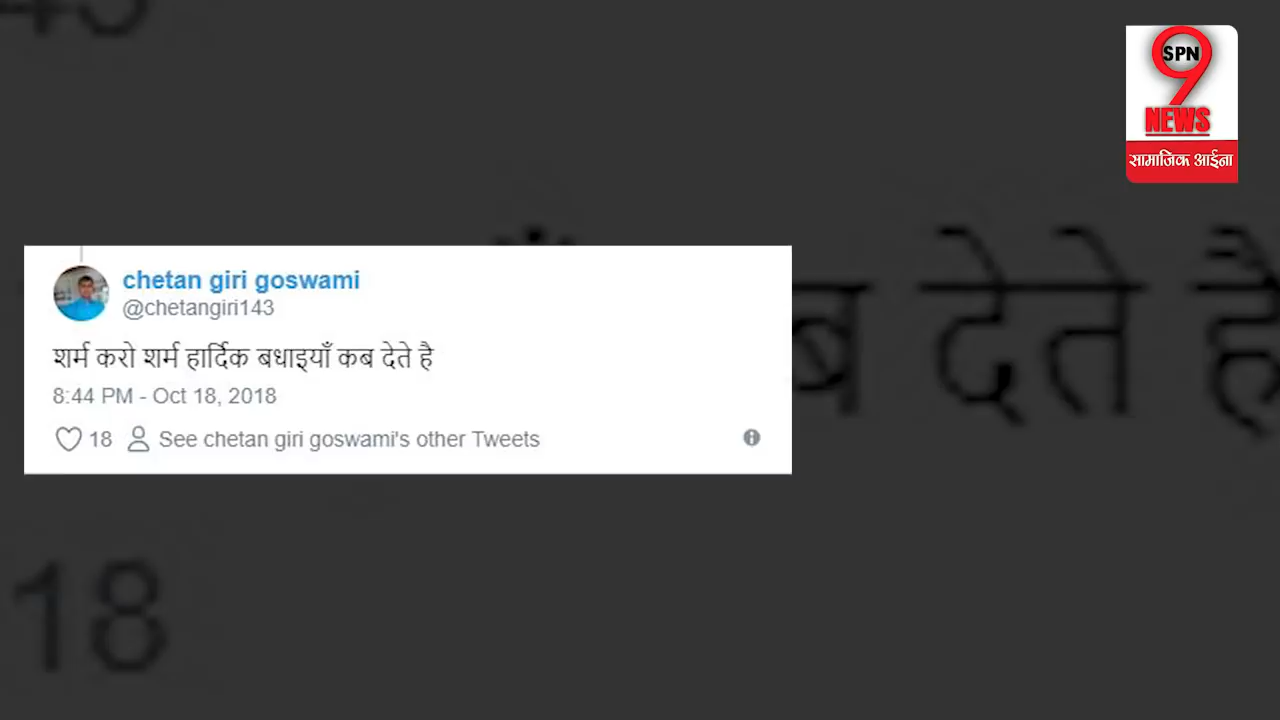 SPN
9
NEWS
सामाजिक आईना
chetan giri goswami
@chetangiri143
शर्म करो शर्म हार्दिक बधाइयाँ कब देते है
8:44 PM - Oct 18, 2018
18 See chetan giri goswami's other Tweets
ब देते है
18